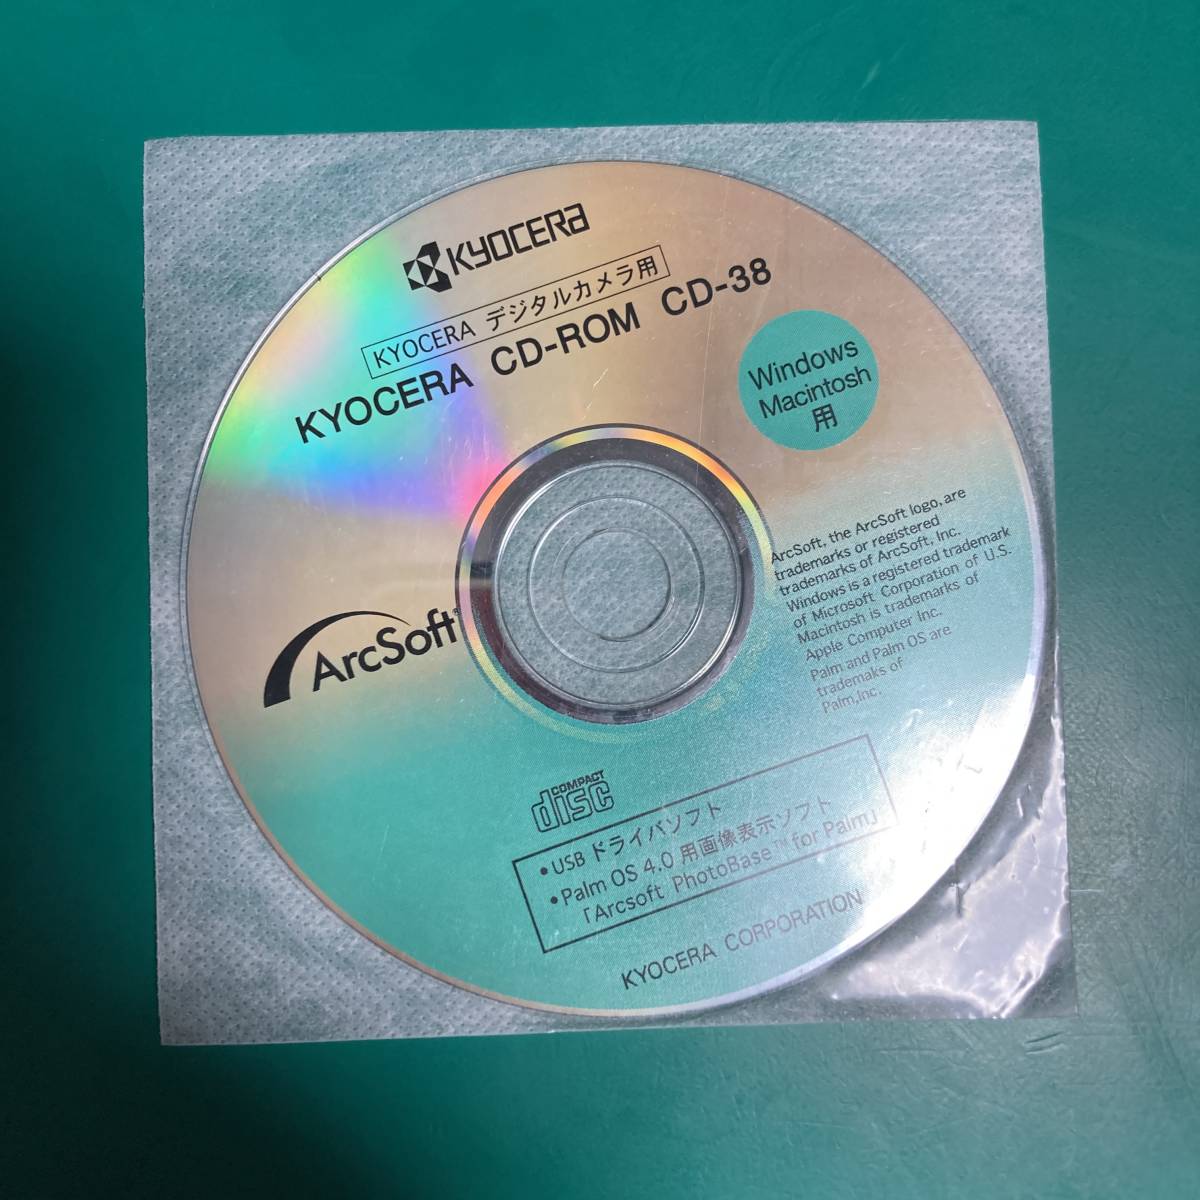 KYOCERA
KYOCERA デジタルカメラ用
KYOCERA CD-ROM CD-38
Windows
Macintosh
用
ArcSoft, the ArcSoft logo, are
trademarks or registered
trademarks of ArcSoft, Inc.
Windows is a registered trademark
of Microsoft Corporation of U.S.
Macintosh is trademarks of
Apple Computer Inc.
Palm and Palm OS are
trademaks of
Palm,Inc.
ArcSoft®
COMPACT
disc
•USB ドライバソフト
•Palm OS 4.0 用画像表示ソフト
「Arcsoft PhotoBase™ for Palm」
KYOCERA CORPORATION